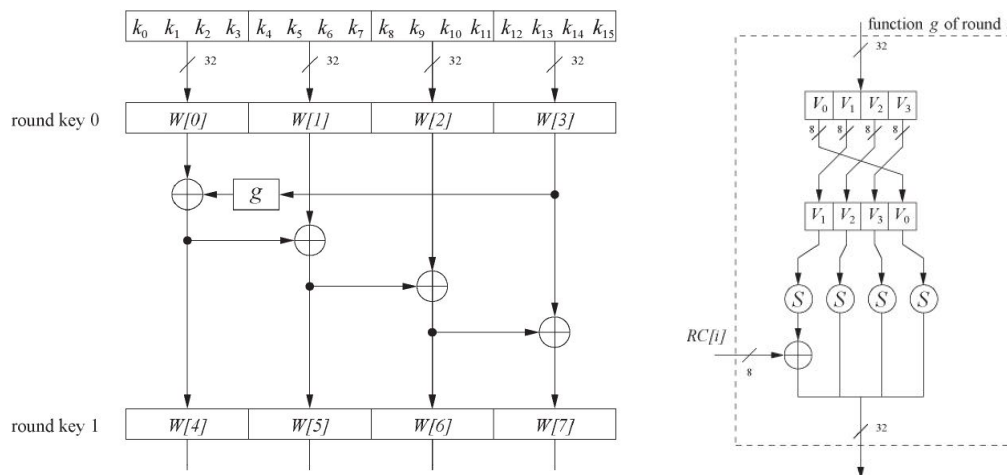 k0 k1 k2 k3 k4 k5 k6 k7 k8 k9 k10 k11 k12 k13 k14 k15
32 32 32 32
round key 0 W[0] W[1] W[2] W[3]
g
round key 1 W[4] W[5] W[6] W[7]
function g of round
32
V0 V1 V2 V3
8 8 8 8
V1 V2 V3 V0
S S S S
RC[i]
8
32